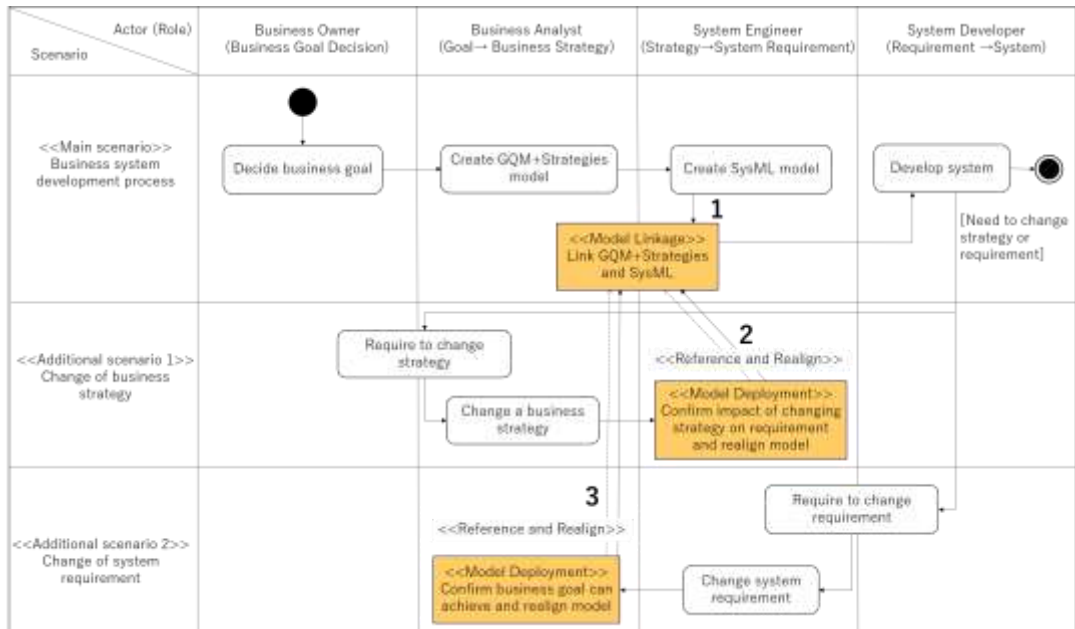 Actor (Role)
Scenario
Business Owner
(Business Goal Decision)
Business Analyst
(Goal→ Business Strategy)
System Engineer
(Strategy→System Requirement)
System Developer
(Requirement →System)
<<Main scenario>>
Business system
development process
Decide business goal
Create GQM+Strategies
model
Create SysML model
Develop system
1
<<Model Linkage>>
Link GQM+Strategies
and SysML
[Need to change
strategy or
requirement]
<<Additional scenario 1>>
Change of business
strategy
Require to change
strategy
2
<<Reference and Realign>>
Change a business
strategy
<<Model Deployment>>
Confirm impact of changing
strategy on requirement
and realign model
<<Additional scenario 2>>
Change of system
requirement
3
<<Reference and Realign>>
Require to change
requirement
<<Model Deployment>>
Confirm business goal can
achieve and realign model
Change system
requirement